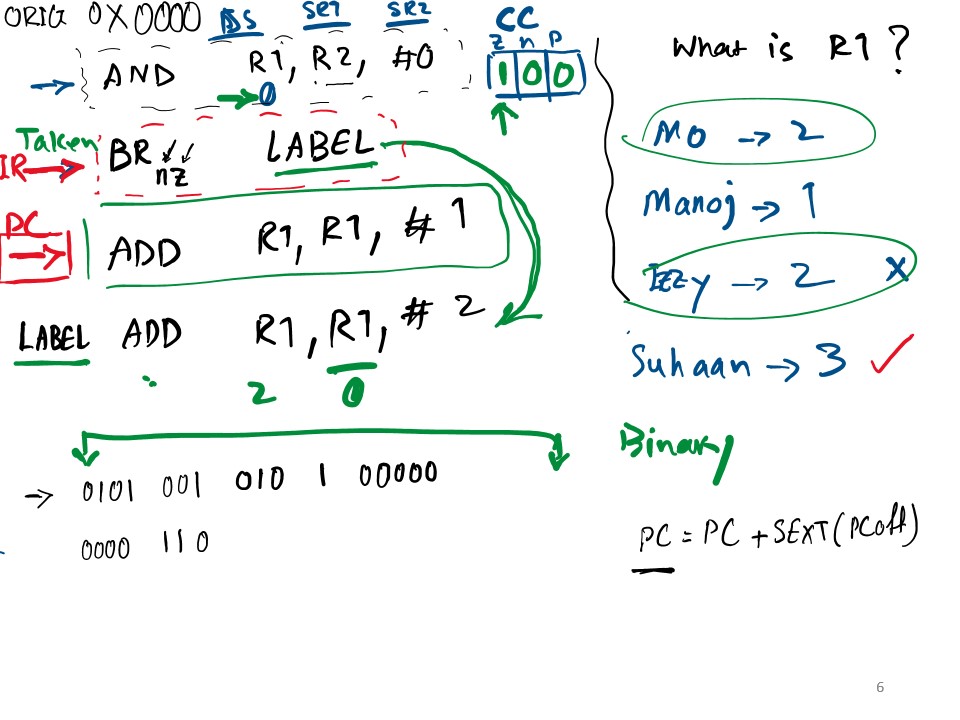 ORIG 0X0000 DS SR1 SR2 CC
Z n P
AND R1, R2, #0 1 0 0
0
Taken
IR BR nz LABEL
PC
ADD R1, R1, # 1
LABEL ADD R1, R1, # 2
2 0
0101 001 010 1 00000
0000 110
What is R1 ?
Mo → 2
Manoj → 1
Izzy → 2 X
Suhaan → 3 ✓
Binary
PC = PC + SEXT(PCoff)
6